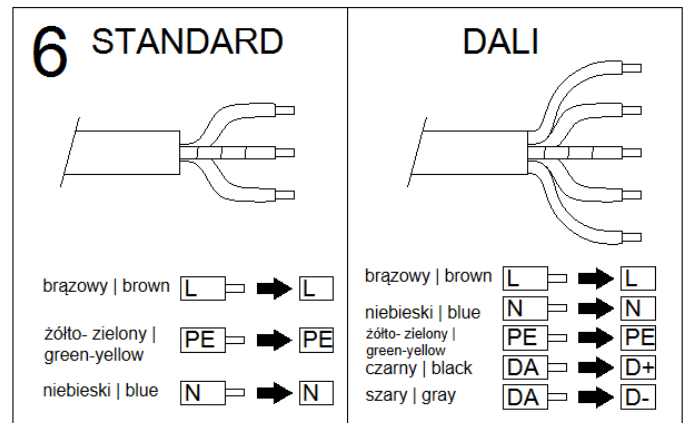 6 STANDARD
brązowy | brown L L
żółto- zielony |
green-yellow PE PE
niebieski | blue N N
DALI
brązowy | brown L L
niebieski | blue N N
żółto- zielony |
green-yellow PE PE
czarny | black DA D+
szary | gray DA D-